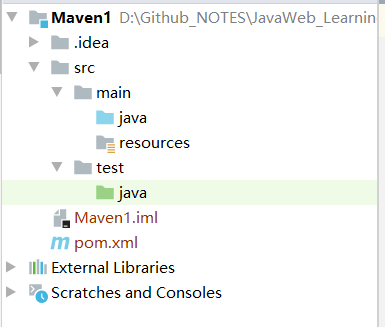 Maven1 D:\Github_NOTES\JavaWeb_Learnin
.idea
src
main
java
resources
test
java
Maven1.iml
pom.xml
External Libraries
Scratches and Consoles